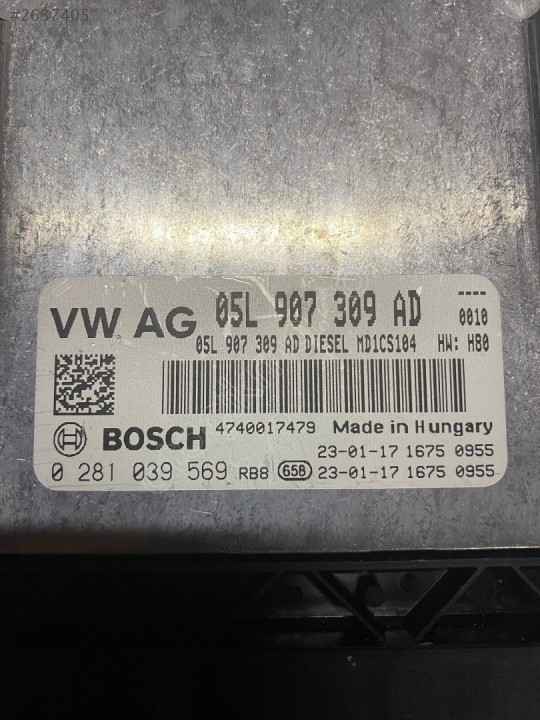 #2637405
VW AG 05L 907 309 AD ----
0010
05L 907 309 AD DIESEL MD1CS104 HW: H80
BOSCH 4740017479 Made in Hungary
23-01-17 1675 0955
0 281 039 569 RB8 65B 23-01-17 1675 0955